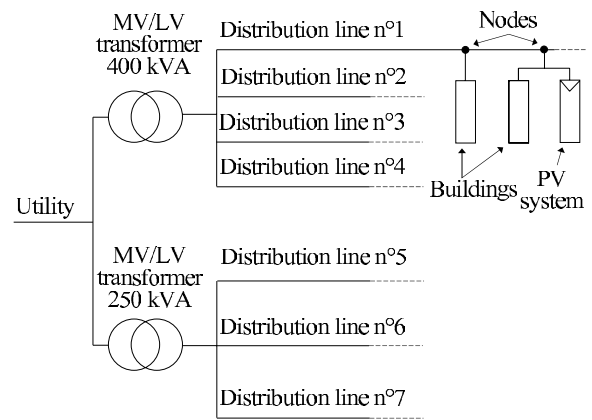 MV/LV
transformer
400 kVA
Distribution line n°1
Nodes
Distribution line n°2
Distribution line n°3
Distribution line n°4
Buildings
PV
system
Utility
MV/LV
transformer
250 kVA
Distribution line n°5
Distribution line n°6
Distribution line n°7